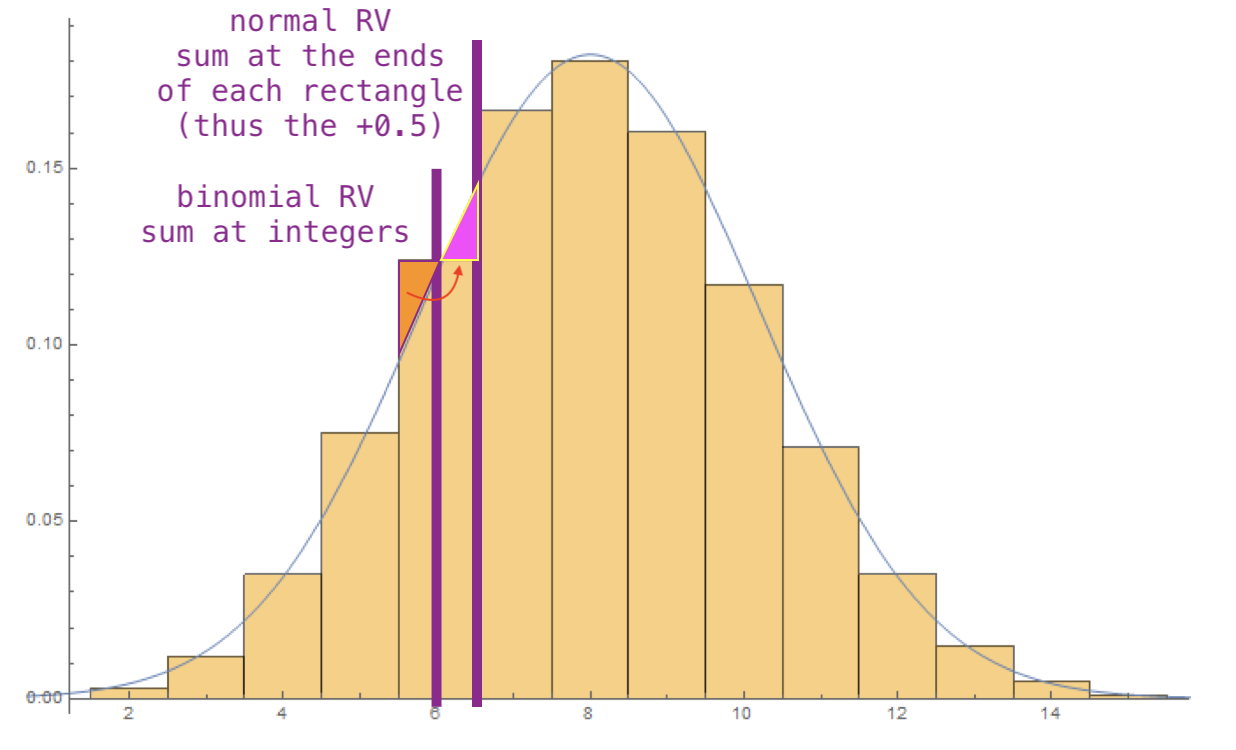 normal RV
sum at the ends
of each rectangle
(thus the +0.5)
binomial RV
sum at integers
0.15
0.10
0.05
0.00
2 4 6 8 10 12 14